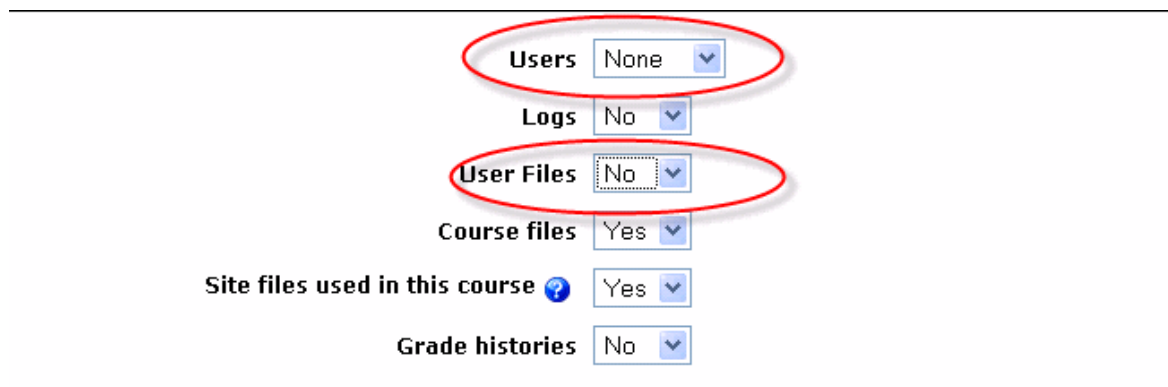 Users None
Logs No
User Files No
Course files Yes
Site files used in this course ? Yes
Grade histories No